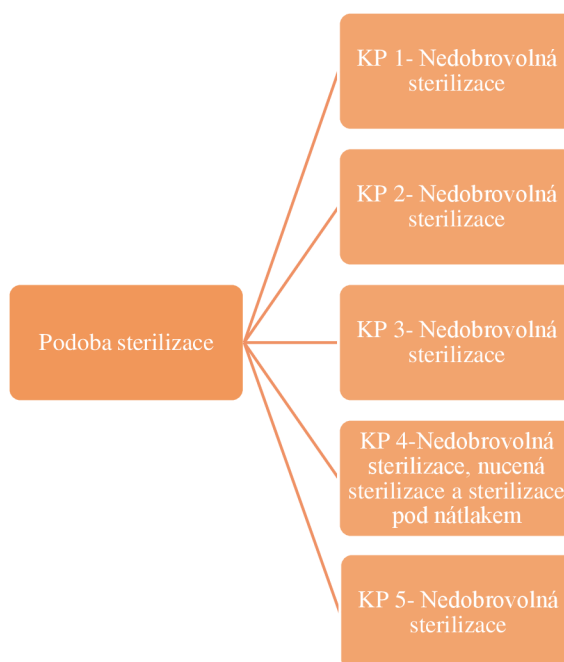 KP 1- Nedobrovolná
sterilizace
KP 2- Nedobrovolná
sterilizace
Podoba sterilizace
KP 3- Nedobrovolná
sterilizace
KP 4-Nedobrovolná
sterilizace, nucená
sterilizace a sterilizace
pod nátlakem
KP 5- Nedobrovolná
sterilizace